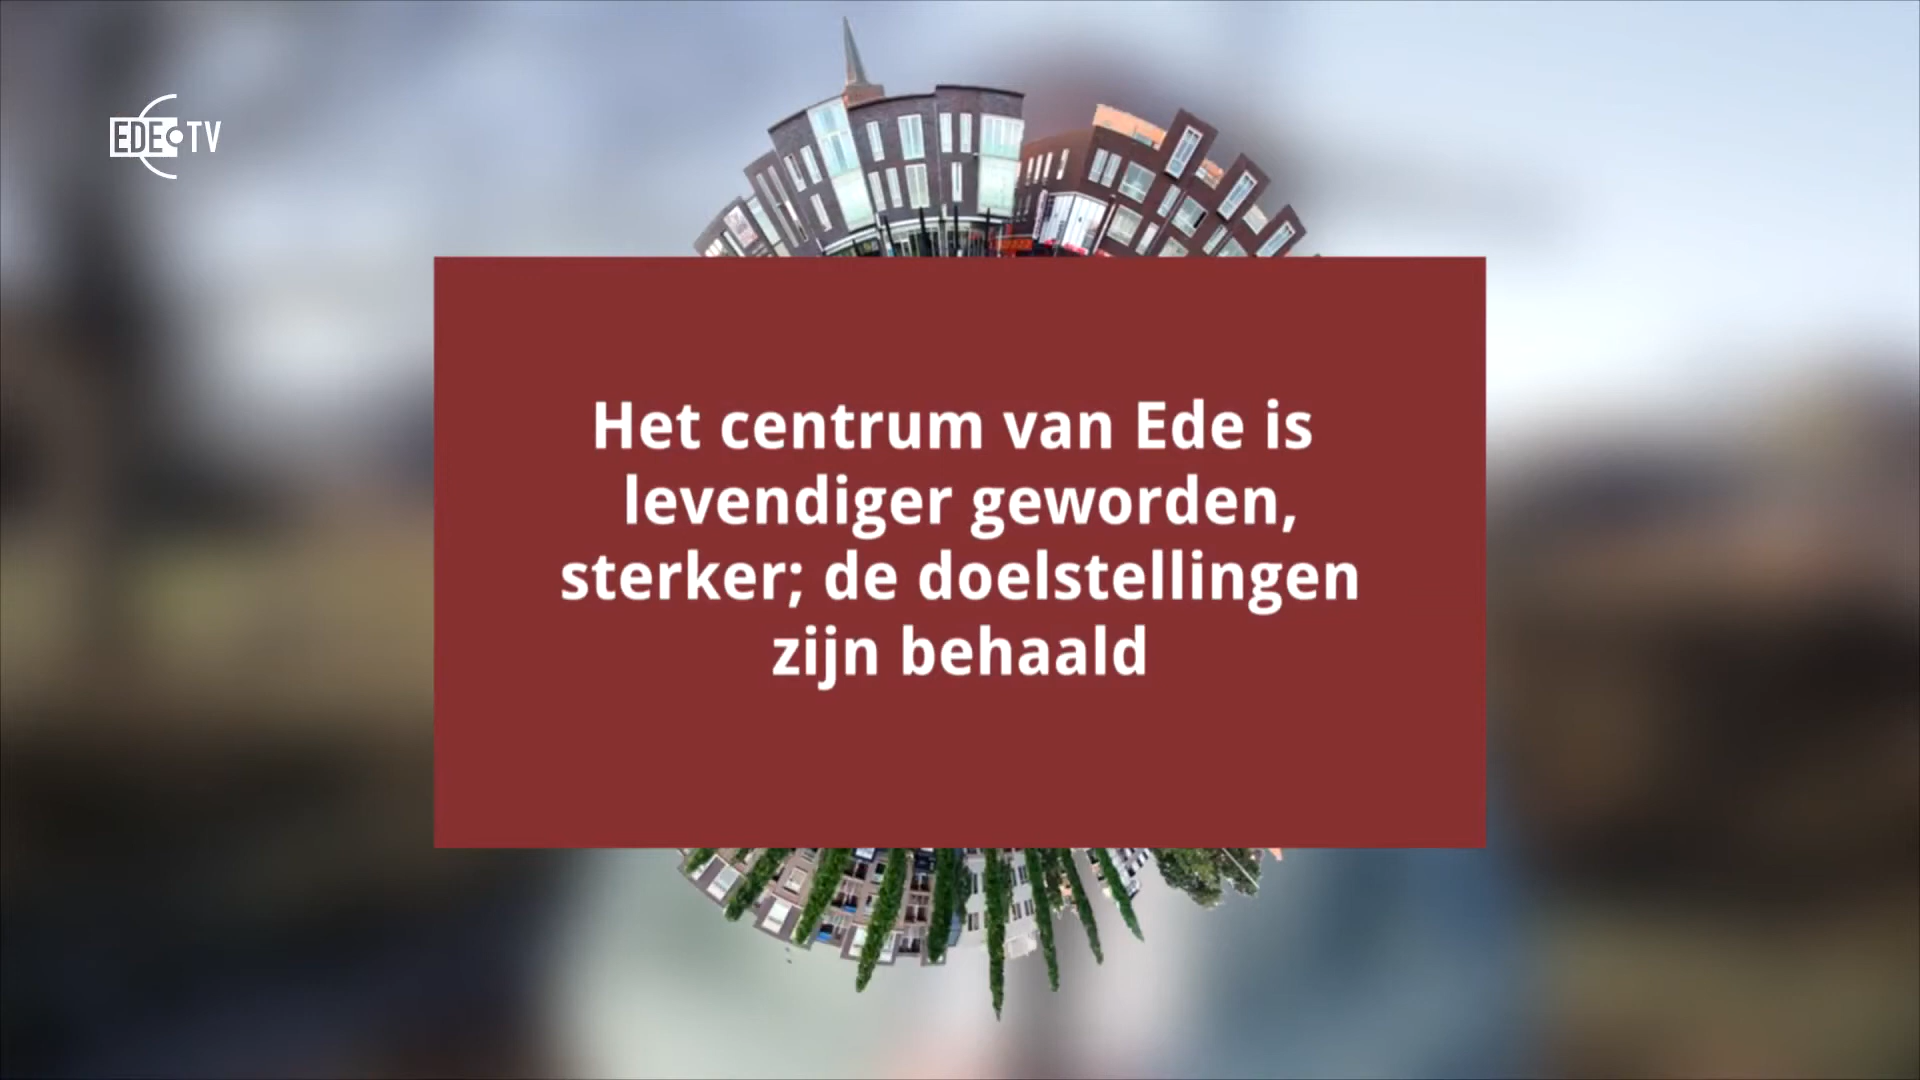 EDE TV
Het centrum van Ede is
levendiger geworden,
sterker; de doelstellingen
zijn behaald